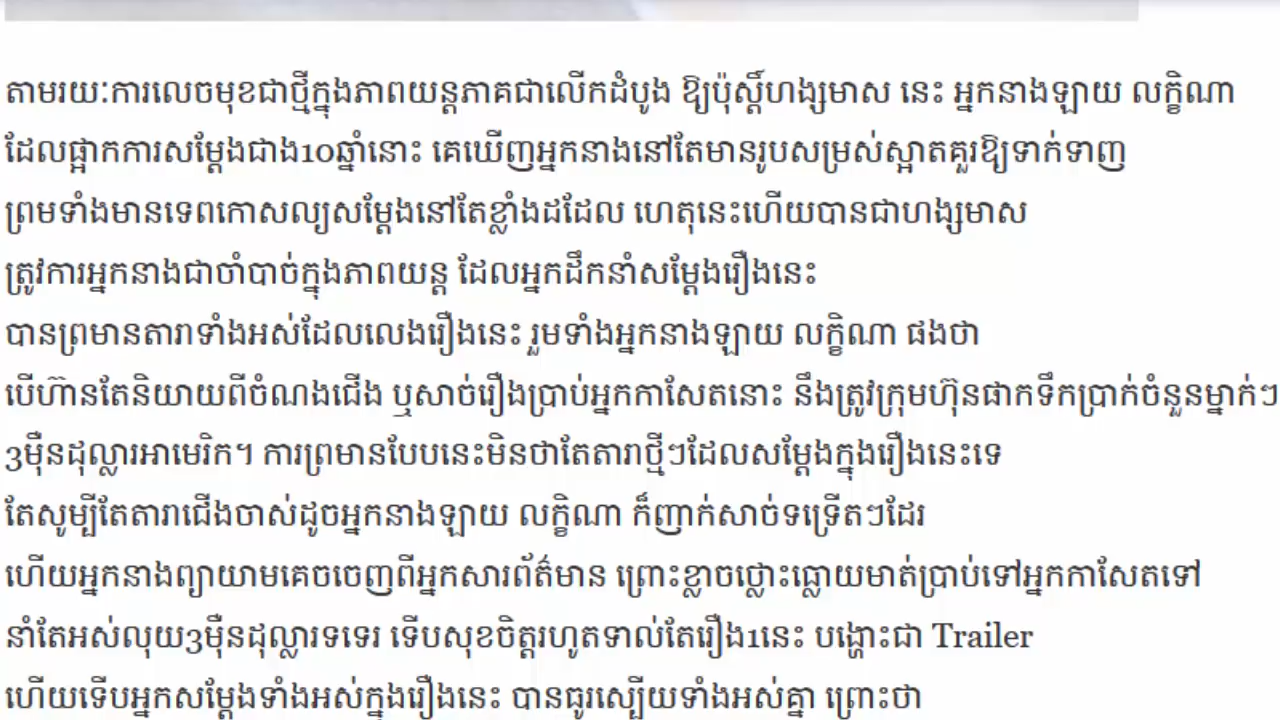 តាមរយៈការលេចមុខជាថ្មីក្នុងភាពយន្តភាគជាលើកដំបូង ឱ្យប៉ុស្តិ៍ហង្សមាស នេះ អ្នកនាងឡាយ លក្ខិណា
ដែលផ្អាកការសម្តែងជាង10ឆ្នាំនោះ គេឃើញអ្នកនាងនៅតែមានរូបសម្រស់ស្អាតគួរឱ្យទាក់ទាញ
ព្រមទាំងមានទេពកោសល្យសម្តែងនៅតែខ្លាំងដដែល ហេតុនេះហើយបានជាហង្សមាស
ត្រូវការអ្នកនាងជាចាំបាច់ក្នុងភាពយន្ត ដែលអ្នកដឹកនាំសម្តែងរឿងនេះ
បានព្រមានតារាទាំងអស់ដែលលេងរឿងនេះ រួមទាំងអ្នកនាងឡាយ លក្ខិណា ផងថា
បើហ៊ានតែនិយាយពីចំណងជើង ឬសាច់រឿងប្រាប់អ្នកកាសែតនោះ នឹងត្រូវក្រុមហ៊ុនផាកទឹកប្រាក់ចំនួនម្នាក់ៗ
3ម៉ឺនដុល្លារអាមេរិក។ ការព្រមានបែបនេះមិនថាតែតារាថ្មីៗដែលសម្តែងក្នុងរឿងនេះទេ
តែសូម្បីតែតារាជើងចាស់ដូចអ្នកនាងឡាយ លក្ខិណា ក៏ញាក់សាច់ទទ្រើតៗដែរ
ហើយអ្នកនាងព្យាយាមគេចចេញពីអ្នកសារព័ត៌មាន ព្រោះខ្លាចថ្លោះធ្លោយមាត់ប្រាប់ទៅអ្នកកាសែតទៅ
នាំតែអស់លុយ3ម៉ឺនដុល្លារទទេរ ទើបសុខចិត្តរហូតទាល់តែរឿង1នេះ បង្ហោះជា Trailer
ហើយទើបអ្នកសម្តែងទាំងអស់ក្នុងរឿងនេះ បានធូរស្បើយទាំងអស់គ្នា ព្រោះថា